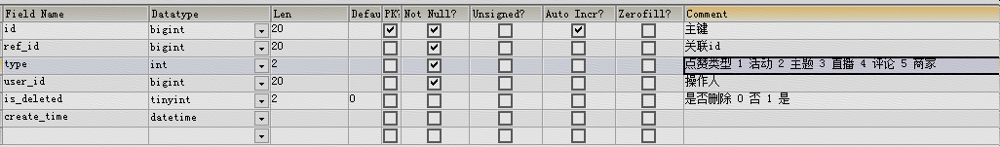 Field Name Datatype Len Defau PK? Not Null? Unsigned? Auto Incr? Zerofill? Comment
id bigint 20 主键
ref_id bigint 20 关联id
type int 2 点赞类型 1 活动 2 主题 3 直播 4 评论 5 商家
user_id bigint 20 操作人
is_deleted tinyint 2 0 是否删除 0 否 1 是
create_time datetime